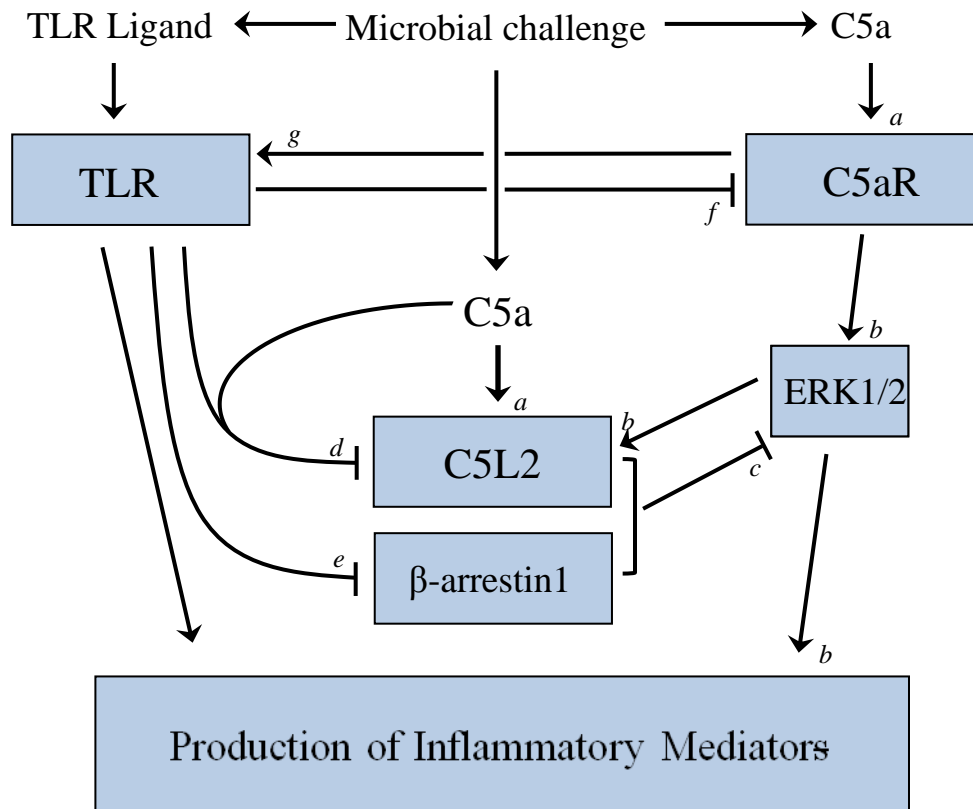 TLR Ligand
Microbial challenge
C5a
a
g
TLR
C5aR
f
C5a
b
a
ERK1/2
b
d
C5L2
c
e
β-arrestin1
b
Production of Inflammatory Mediators